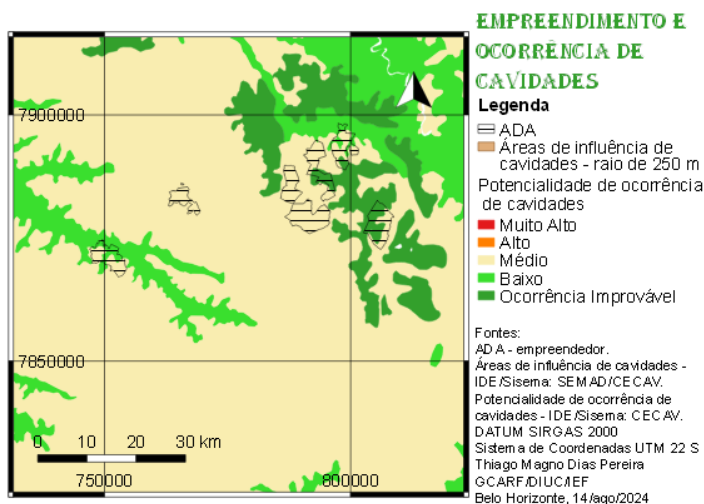 EMPREENDIMENTO E
OCORRÊNCIA DE
CAVIDADES
Legenda
ADA
Áreas de influência de
cavidades - raio de 250 m
Potencialidade de ocorrência
de cavidades
Muito Alto
Alto
Médio
Baixo
Ocorrência Improvável
Fontes:
ADA - empreendedor.
Áreas de influência de cavidades -
IDE/Sisema: SEMAD/CECAV.
Potencialidade de ocorrência de
cavidades - IDE/Sisema: CECAV.
DATUM SIRGAS 2000
Sistema de Coordenadas UTM 22 S
Thiago Magno Dias Pereira
GCARF/DIUC/IEF
Belo Horizonte, 14/ago/2024
7900000
7850000
0 10 20 30 km
750000 800000